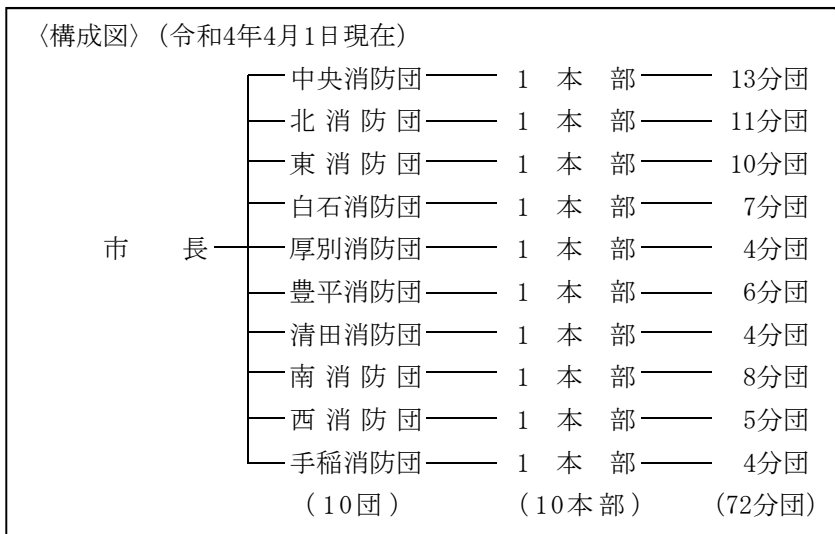 〈構成図〉(令和4年4月1日現在)
中央消防団 1 本 部 13分団
北消防団 1 本 部 11分団
東消防団 1 本 部 10分団
白石消防団 1 本 部 7分団
市 長 厚別消防団 1 本 部 4分団
豊平消防団 1 本 部 6分団
清田消防団 1 本 部 4分団
南消防団 1 本 部 8分団
西消防団 1 本 部 5分団
手稲消防団 1 本 部 4分団
(10団) (10本部) (72分団)